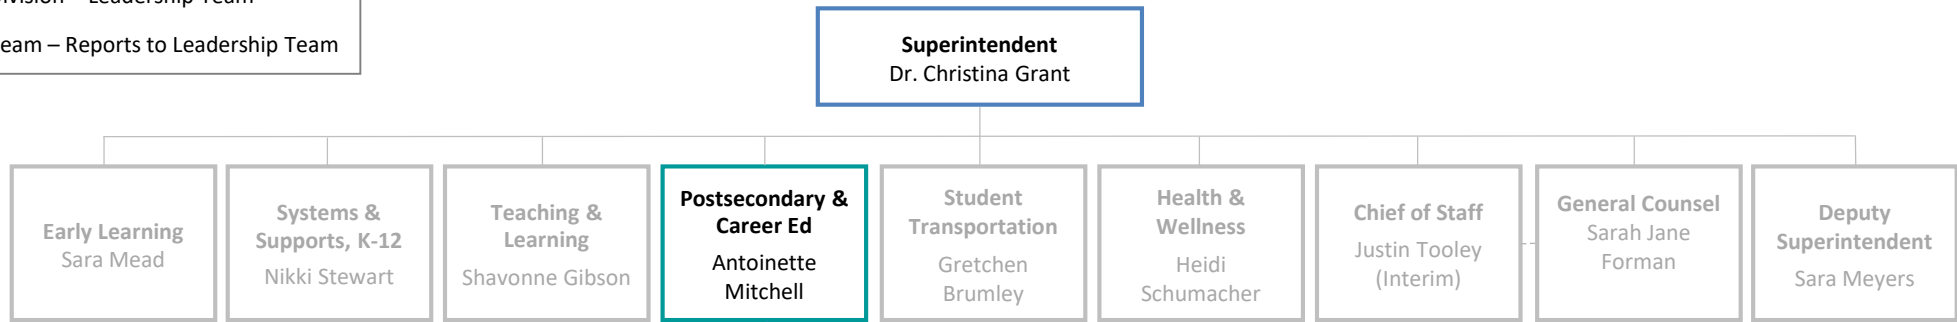 Leadership Team
eam – Reports to Leadership Team
Superintendent
Dr. Christina Grant
Early Learning
Sara Mead
Systems &
Supports, K-12
Nikki Stewart
Teaching &
Learning
Shavonne Gibson
Postsecondary &
Career Ed
Antoinette
Mitchell
Student
Transportation
Gretchen
Brumley
Health &
Wellness
Heidi
Schumacher
Chief of Staff
Justin Tooley
(Interim)
General Counsel
Sarah Jane
Forman
Deputy
Superintendent
Sara Meyers